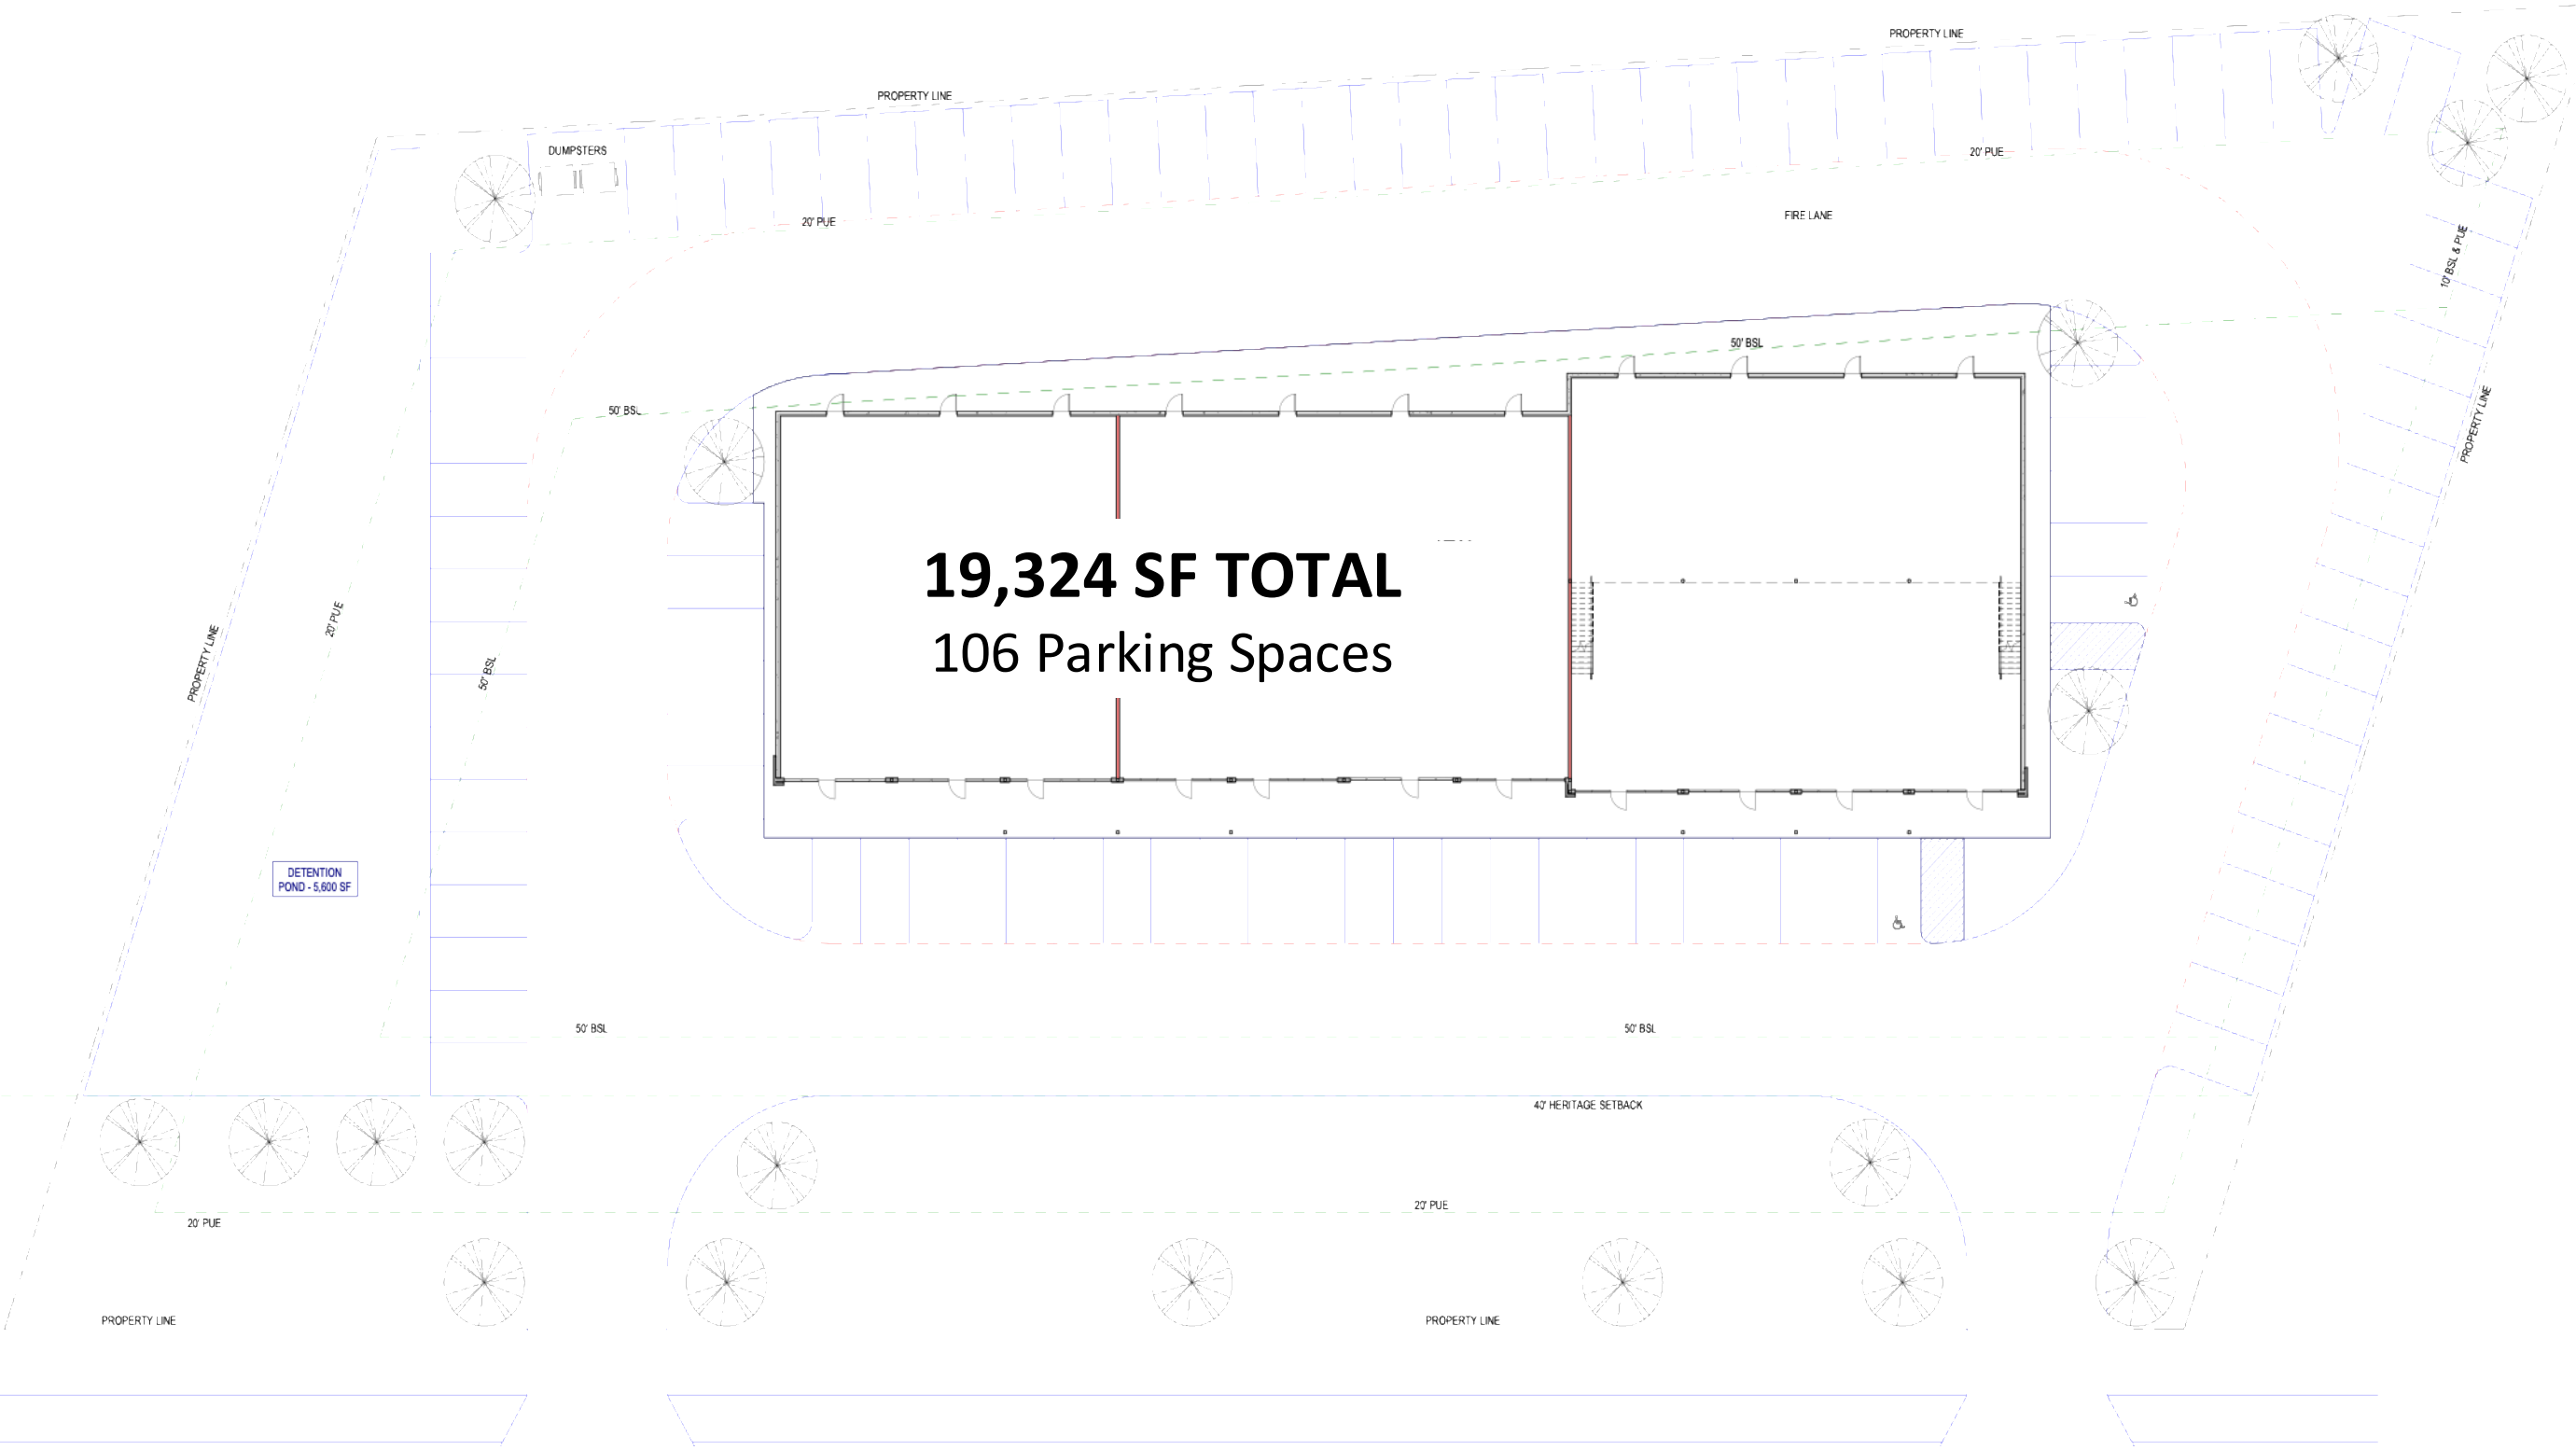 PROPERTY LINE
PROPERTY LINE
DUMPSTERS
20' PUE
20' PUE
FIRE LANE
10' BSL & PUE
50' BSL
50' BSL
PROPERTY LINE
19,324 SF TOTAL
106 Parking Spaces
20' PUE
PROPERTY LINE
50' BSL
DETENTION
POND - 5,600 SF
50' BSL
50' BSL
40' HERITAGE SETBACK
20' PUE
20' PUE
PROPERTY LINE
PROPERTY LINE